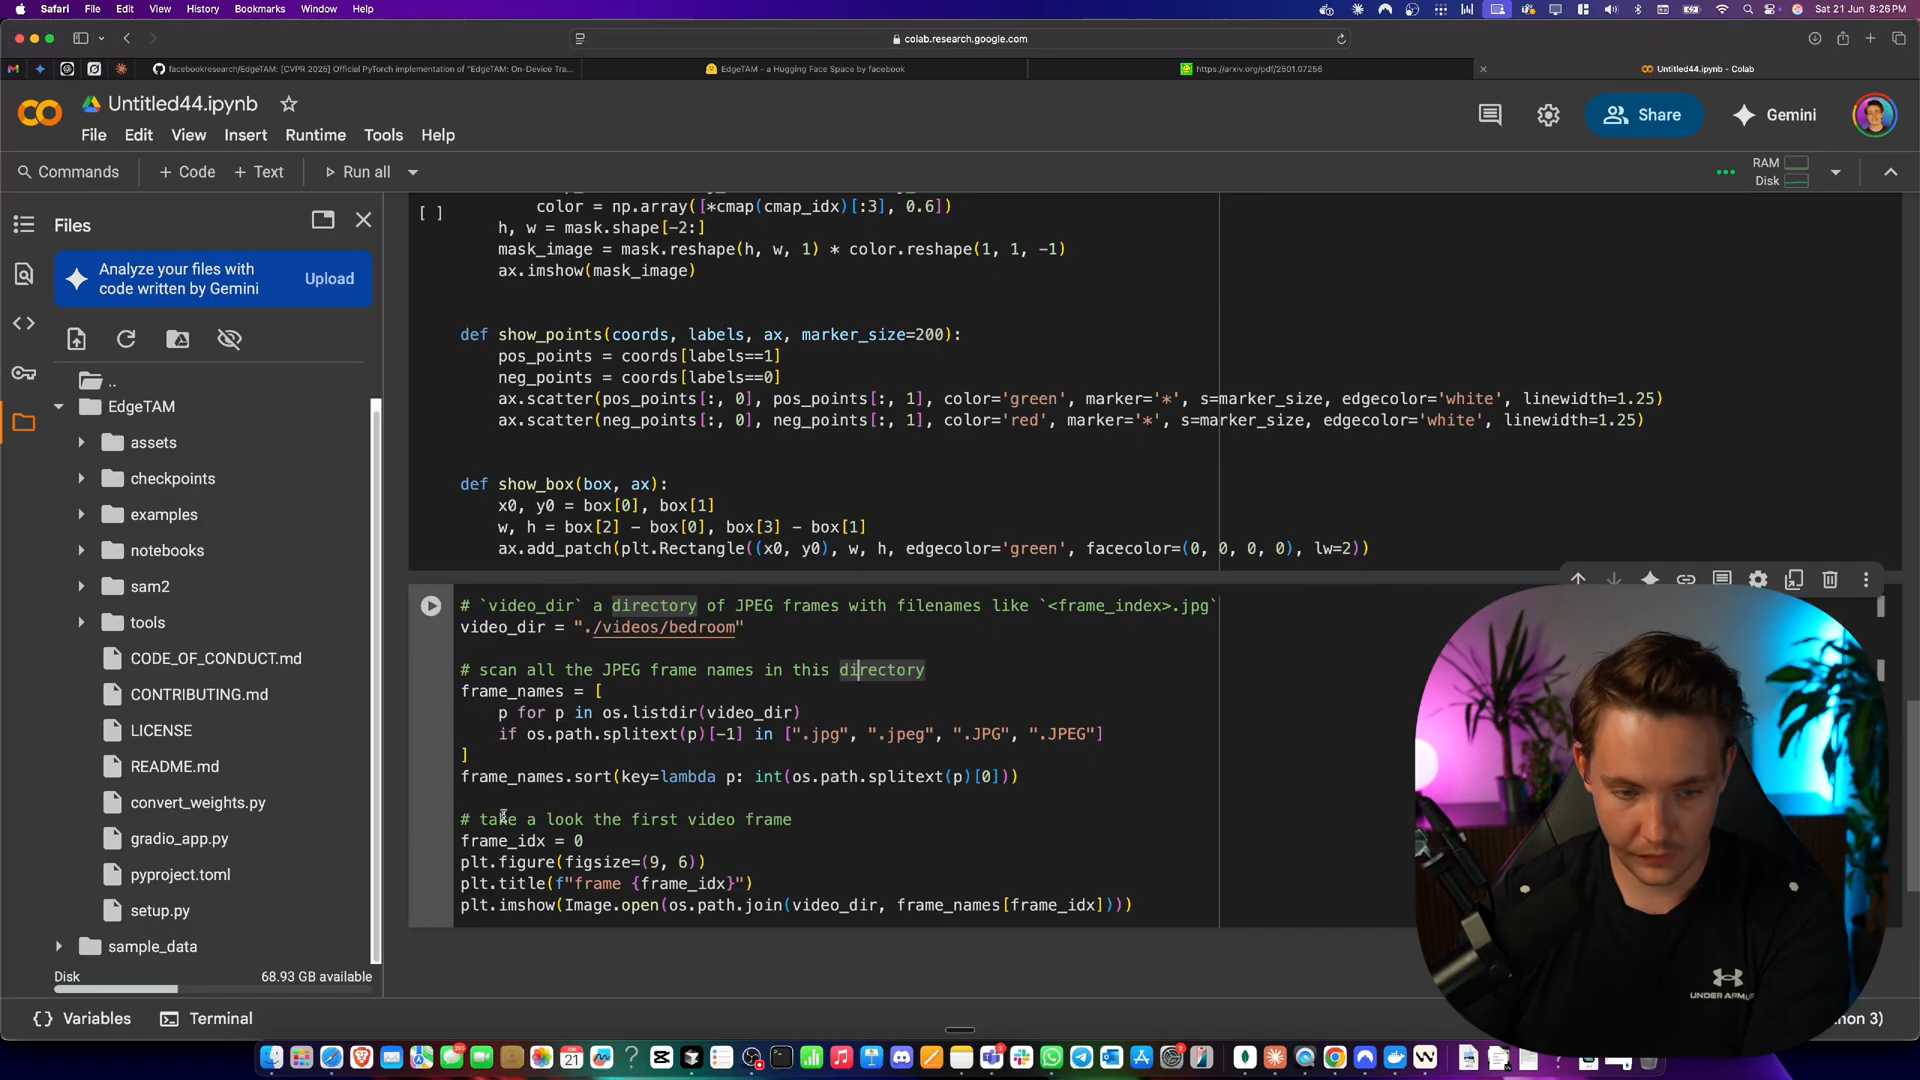 Safari File Edit View History Bookmarks Window Help
Sat 21 Jun 8:26 PM
colab.research.google.com
facebookresearch/EdgeTAM: [CVPR 2025] Official PyTorch implementation of "EdgeTAM: On-Device Tra...
EdgeTAM - a Hugging Face Space by facebook
https://arxiv.org/pdf/2501.07256
Untitled44.ipynb - Colab
Untitled44.ipynb
File Edit View Insert Runtime Tools Help
Share
Gemini
Commands + Code + Text Run all
RAM
Disk
Files
Analyze your files with
code written by Gemini
Upload
..
EdgeTAM
assets
checkpoints
examples
notebooks
sam2
tools
CODE_OF_CONDUCT.md
CONTRIBUTING.md
LICENSE
README.md
convert_weights.py
gradio_app.py
pyproject.toml
setup.py
sample_data
Disk 68.93 GB available
[ ]
color = np.array([*cmap(cmap_idx)[:3], 0.6])
h, w = mask.shape[-2:]
mask_image = mask.reshape(h, w, 1) * color.reshape(1, 1, -1)
ax.imshow(mask_image)
def show_points(coords, labels, ax, marker_size=200):
pos_points = coords[labels==1]
neg_points = coords[labels==0]
ax.scatter(pos_points[:, 0], pos_points[:, 1], color='green', marker='*', s=marker_size, edgecolor='white', linewidth=1.25)
ax.scatter(neg_points[:, 0], neg_points[:, 1], color='red', marker='*', s=marker_size, edgecolor='white', linewidth=1.25)
def show_box(box, ax):
x0, y0 = box[0], box[1]
w, h = box[2] - box[0], box[3] - box[1]
ax.add_patch(plt.Rectangle((x0, y0), w, h, edgecolor='green', facecolor=(0, 0, 0, 0), lw=2))
# `video_dir` a directory of JPEG frames with filenames like `<frame_index>.jpg`
video_dir = "./videos/bedroom"
# scan all the JPEG frame names in this directory
frame_names = [
p for p in os.listdir(video_dir)
if os.path.splitext(p)[-1] in [".jpg", ".jpeg", ".JPG", ".JPEG"]
]
frame_names.sort(key=lambda p: int(os.path.splitext(p)[0]))
# take a look the first video frame
frame_idx = 0
plt.figure(figsize=(9, 6))
plt.title(f"frame {frame_idx}")
plt.imshow(Image.open(os.path.join(video_dir, frame_names[frame_idx])))
UNDER ARMOUR
{} Variables Terminal